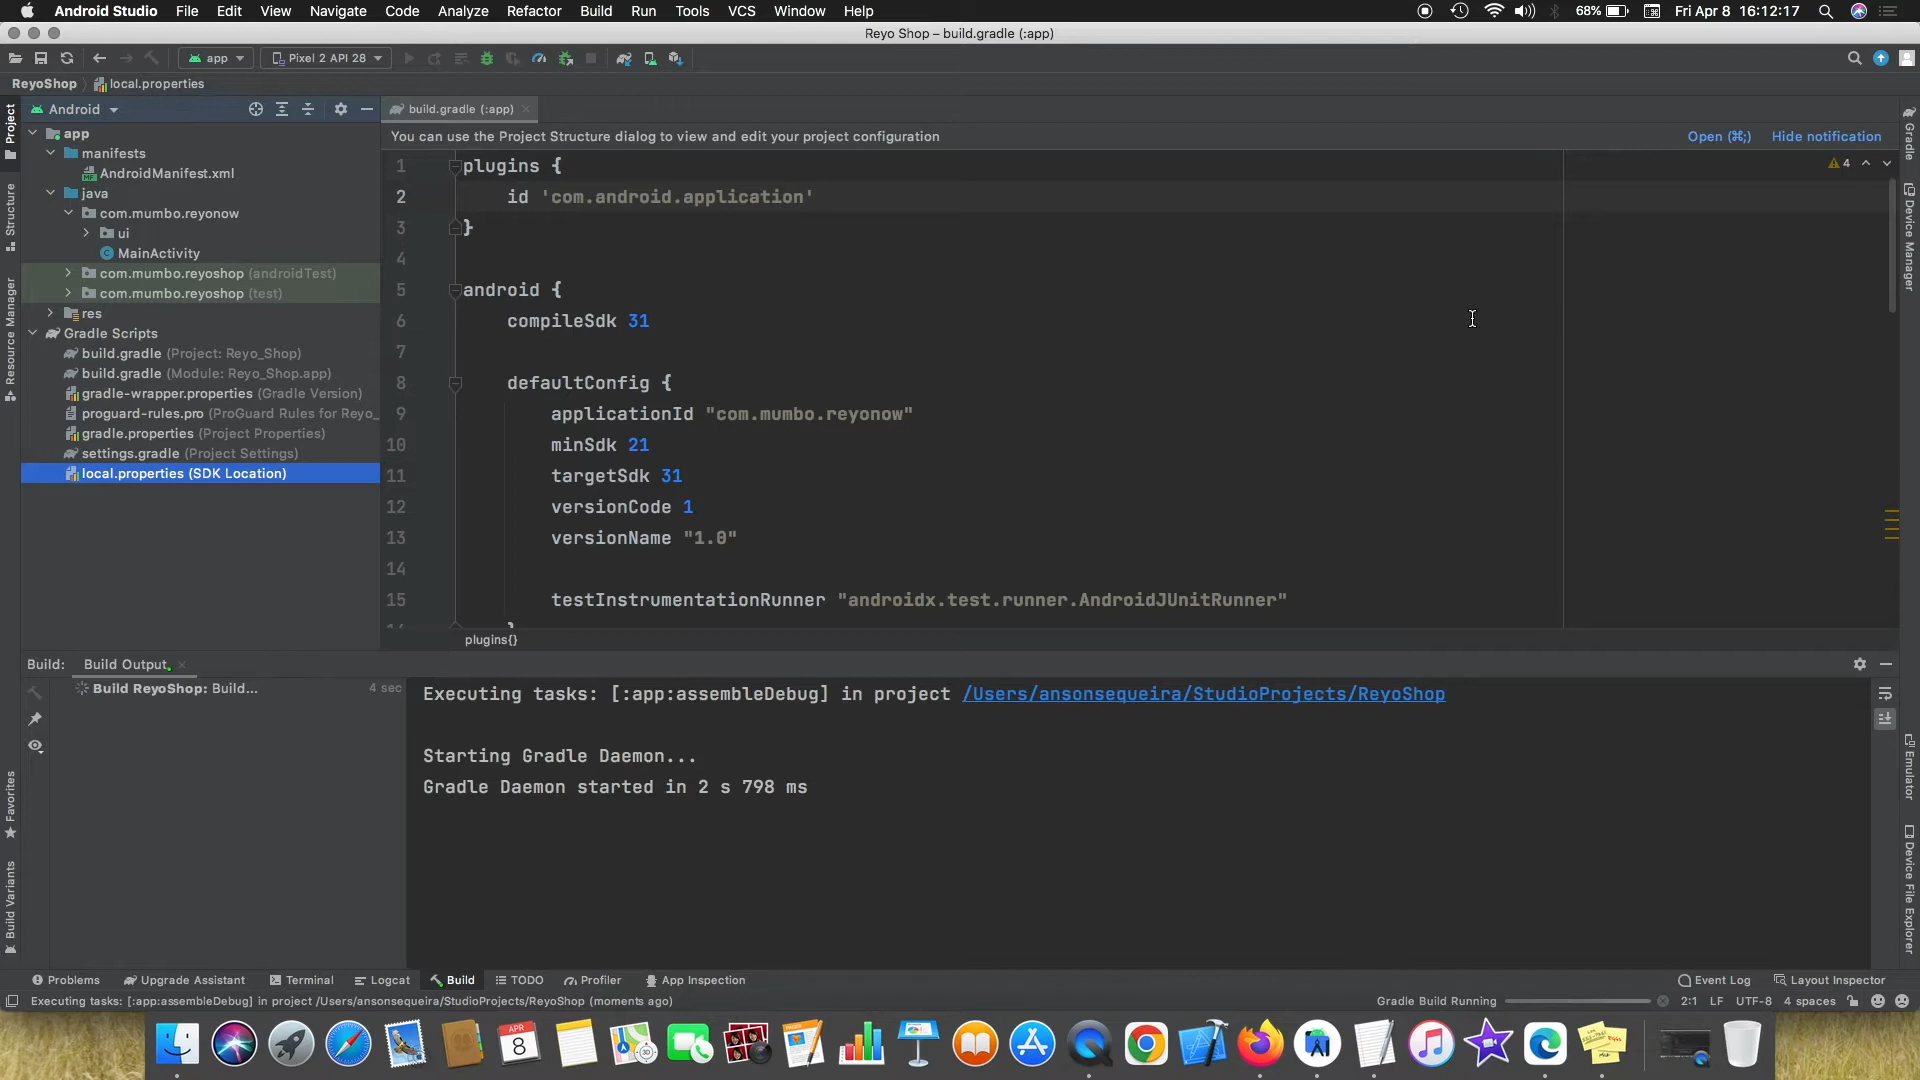 Android Studio File Edit View Navigate Code Analyze Refactor Build Run Tools VCS Window Help 68% Fri Apr 8 16:12:17
Reyo Shop – build.gradle (:app)
app Pixel 2 API 28
ReyoShop local.properties
Android build.gradle (:app)
You can use the Project Structure dialog to view and edit your project configuration Open (⌘;) Hide notification
Project
Structure
Resource Manager
Favorites
Build Variants
app
manifests
AndroidManifest.xml
java
com.mumbo.reyonow
ui
MainActivity
com.mumbo.reyoshop (androidTest)
com.mumbo.reyoshop (test)
res
Gradle Scripts
build.gradle (Project: Reyo_Shop)
build.gradle (Module: Reyo_Shop.app)
gradle-wrapper.properties (Gradle Version)
proguard-rules.pro (ProGuard Rules for Reyo_
gradle.properties (Project Properties)
settings.gradle (Project Settings)
local.properties (SDK Location)
1 plugins {
2 id 'com.android.application'
3 }
4
5 android {
6 compileSdk 31
7
8 defaultConfig {
9 applicationId "com.mumbo.reyonow"
10 minSdk 21
11 targetSdk 31
12 versionCode 1
13 versionName "1.0"
14
15 testInstrumentationRunner "androidx.test.runner.AndroidJUnitRunner"
}
plugins{}
4
Gradle
Device Manager
Emulator
Device File Explorer
Build: Build Output
Build ReyoShop: Build... 4 sec
Executing tasks: [:app:assembleDebug] in project /Users/ansonsequeira/StudioProjects/ReyoShop
Starting Gradle Daemon...
Gradle Daemon started in 2 s 798 ms
Problems Upgrade Assistant Terminal Logcat Build TODO Profiler App Inspection Event Log Layout Inspector
Executing tasks: [:app:assembleDebug] in project /Users/ansonsequeira/StudioProjects/ReyoShop (moments ago) Gradle Build Running 2:1 LF UTF-8 4 spaces
APR
8
3D
PAGES